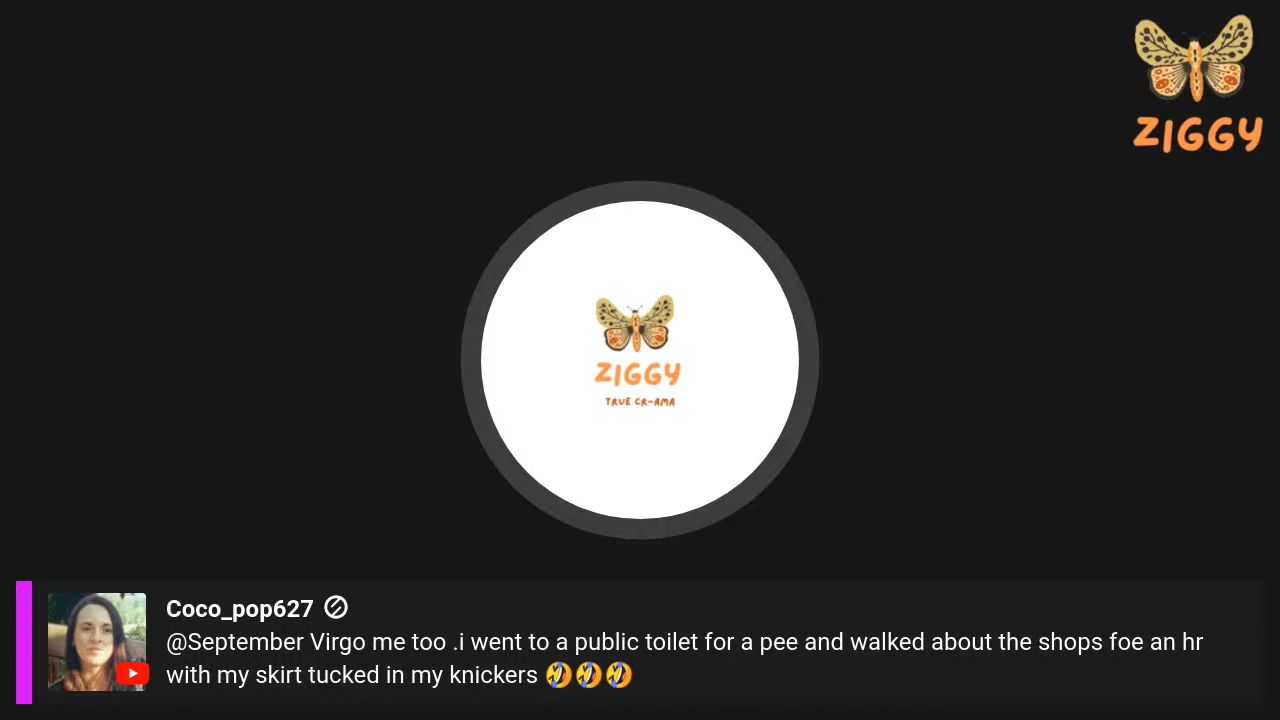 ZIGGY
ZIGGY
TRUE CR-AMA
Coco_pop627
@September Virgo me too .i went to a public toilet for a pee and walked about the shops foe an hr
with my skirt tucked in my knickers 🤣🤣🤣